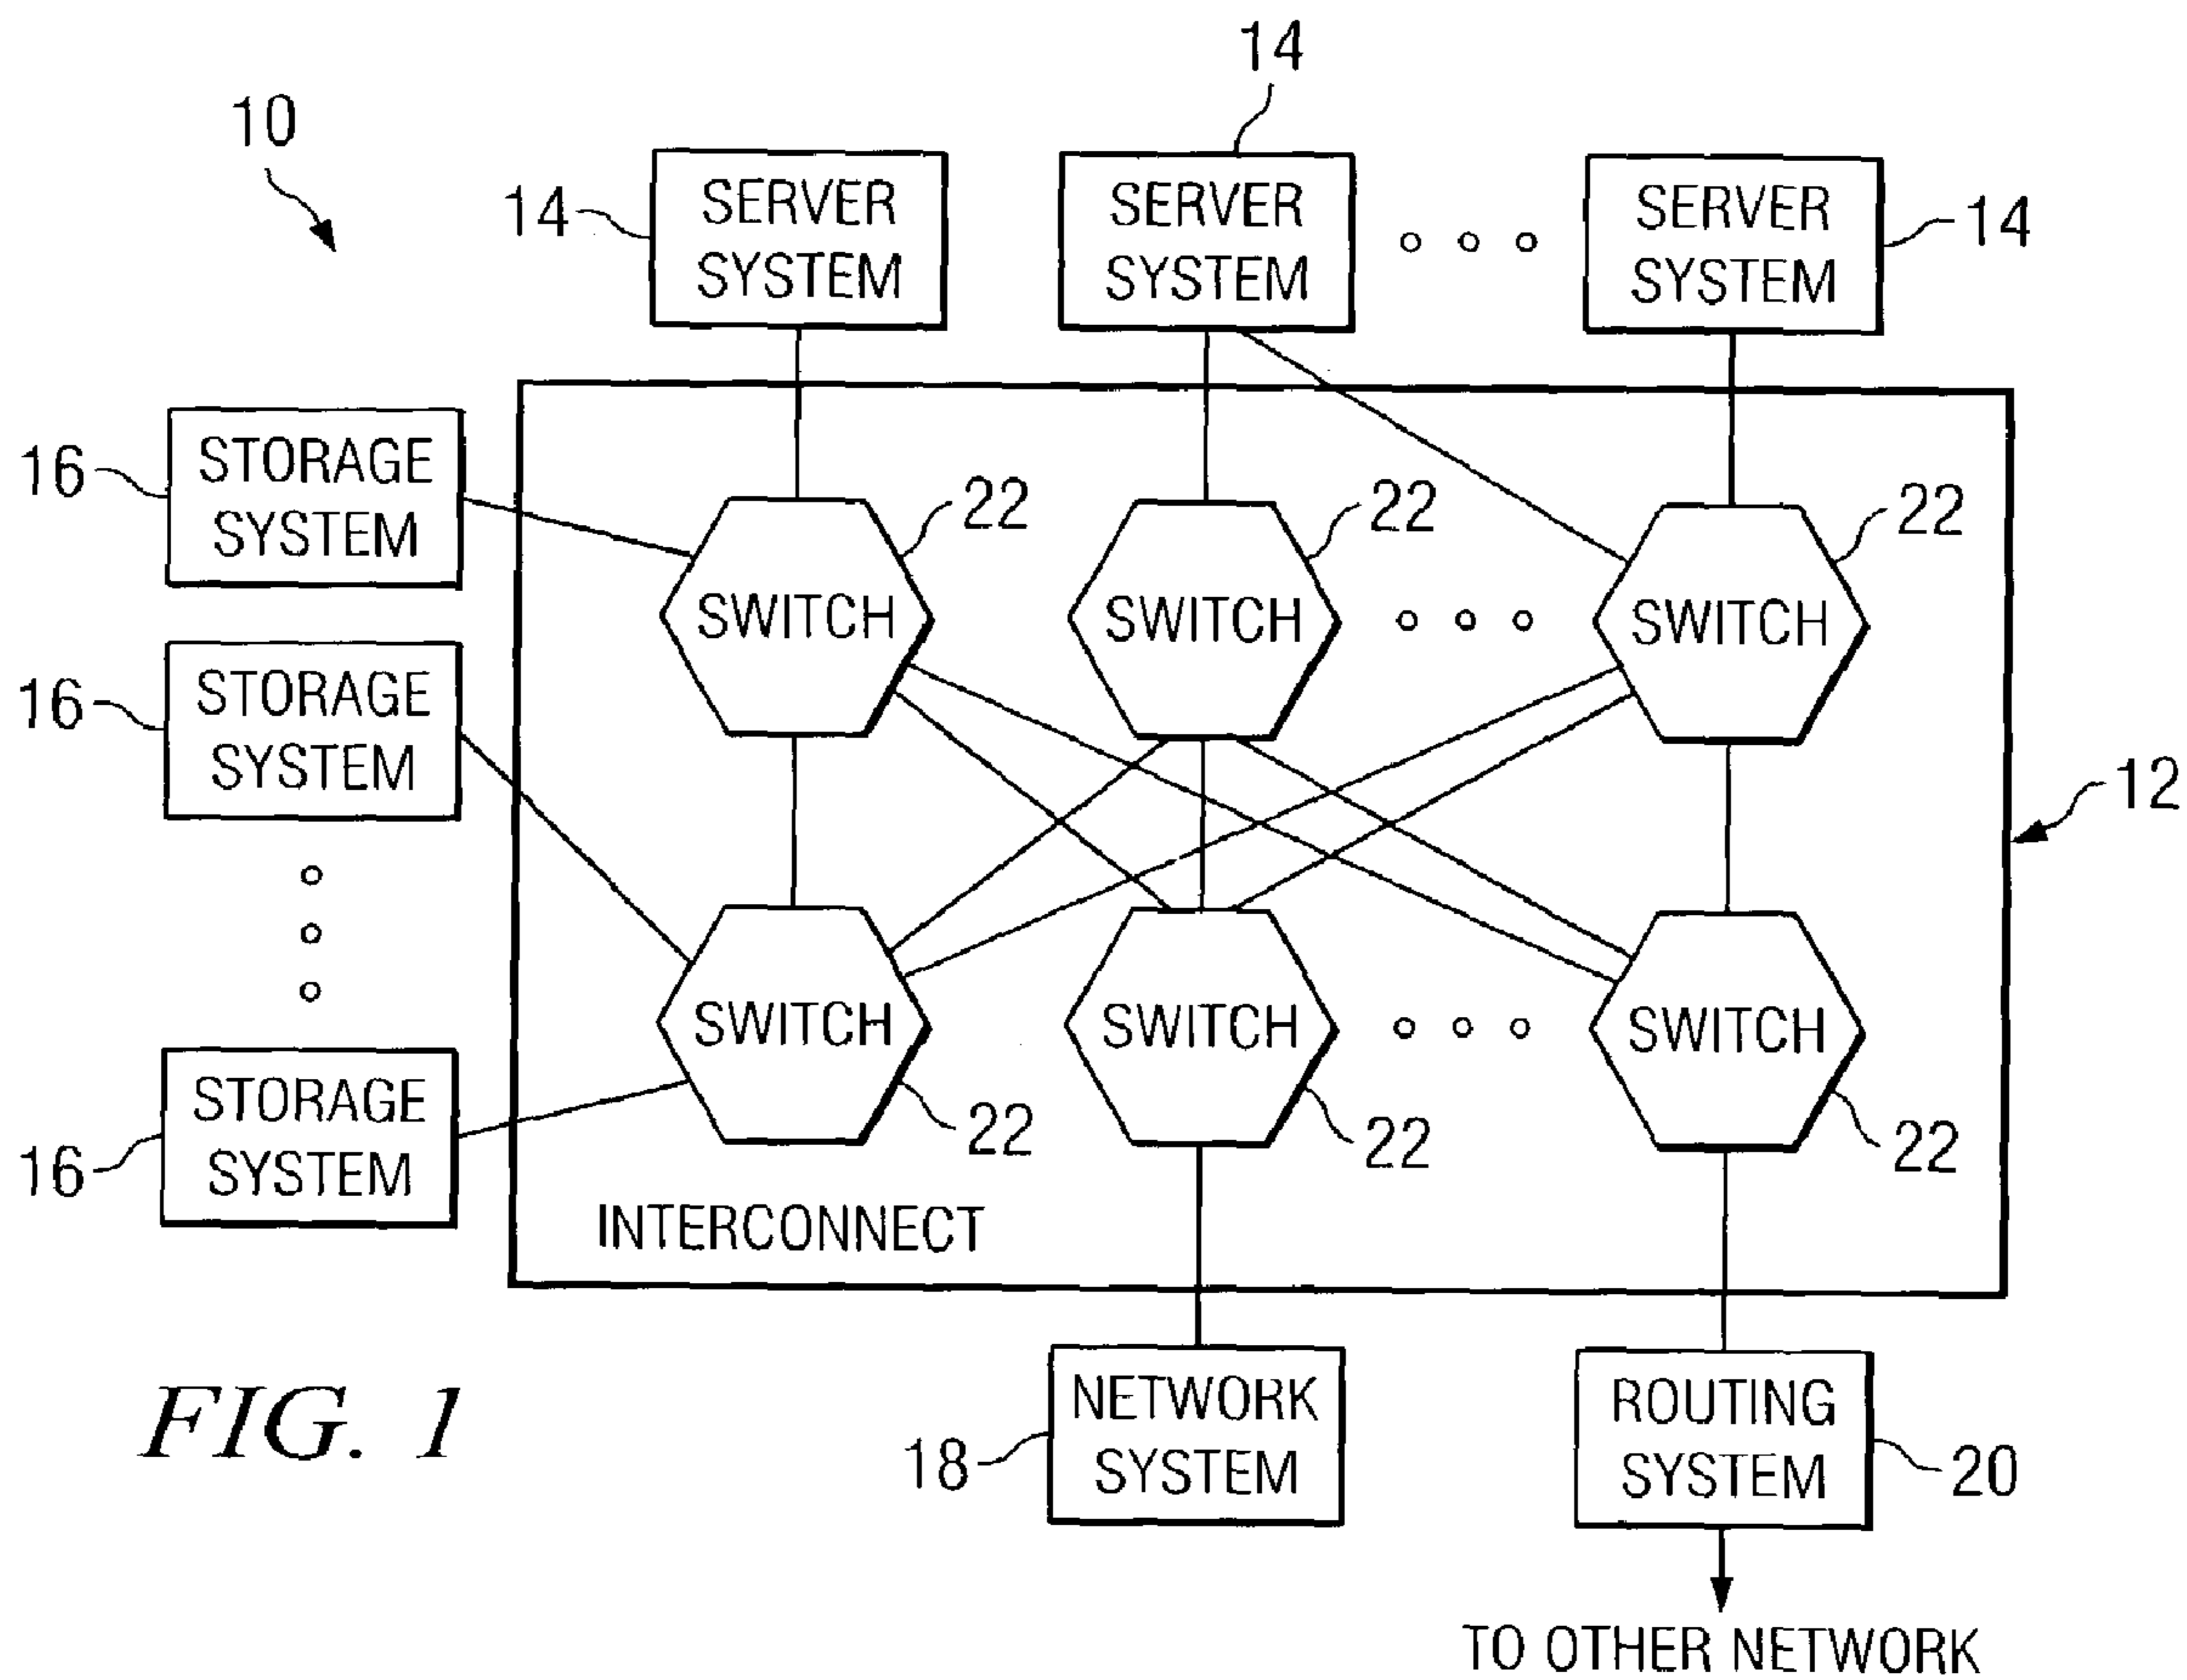 14
10
14
SERVER
SYSTEM
SERVER
SYSTEM
SERVER
SYSTEM
14
16
STORAGE
SYSTEM
22
22
22
SWITCH
SWITCH
SWITCH
16
STORAGE
SYSTEM
12
SWITCH
SWITCH
SWITCH
16
STORAGE
SYSTEM
22
22
22
INTERCONNECT
FIG. 1
18
NETWORK
SYSTEM
ROUTING
SYSTEM
20
TO OTHER NETWORK